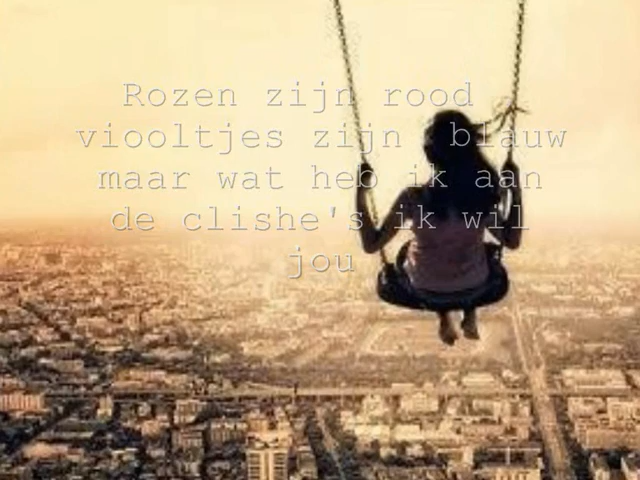 Rozen zijn rood
viooltjes zijn blauw
maar wat heb ik aan
de clishe's ik wil
jou